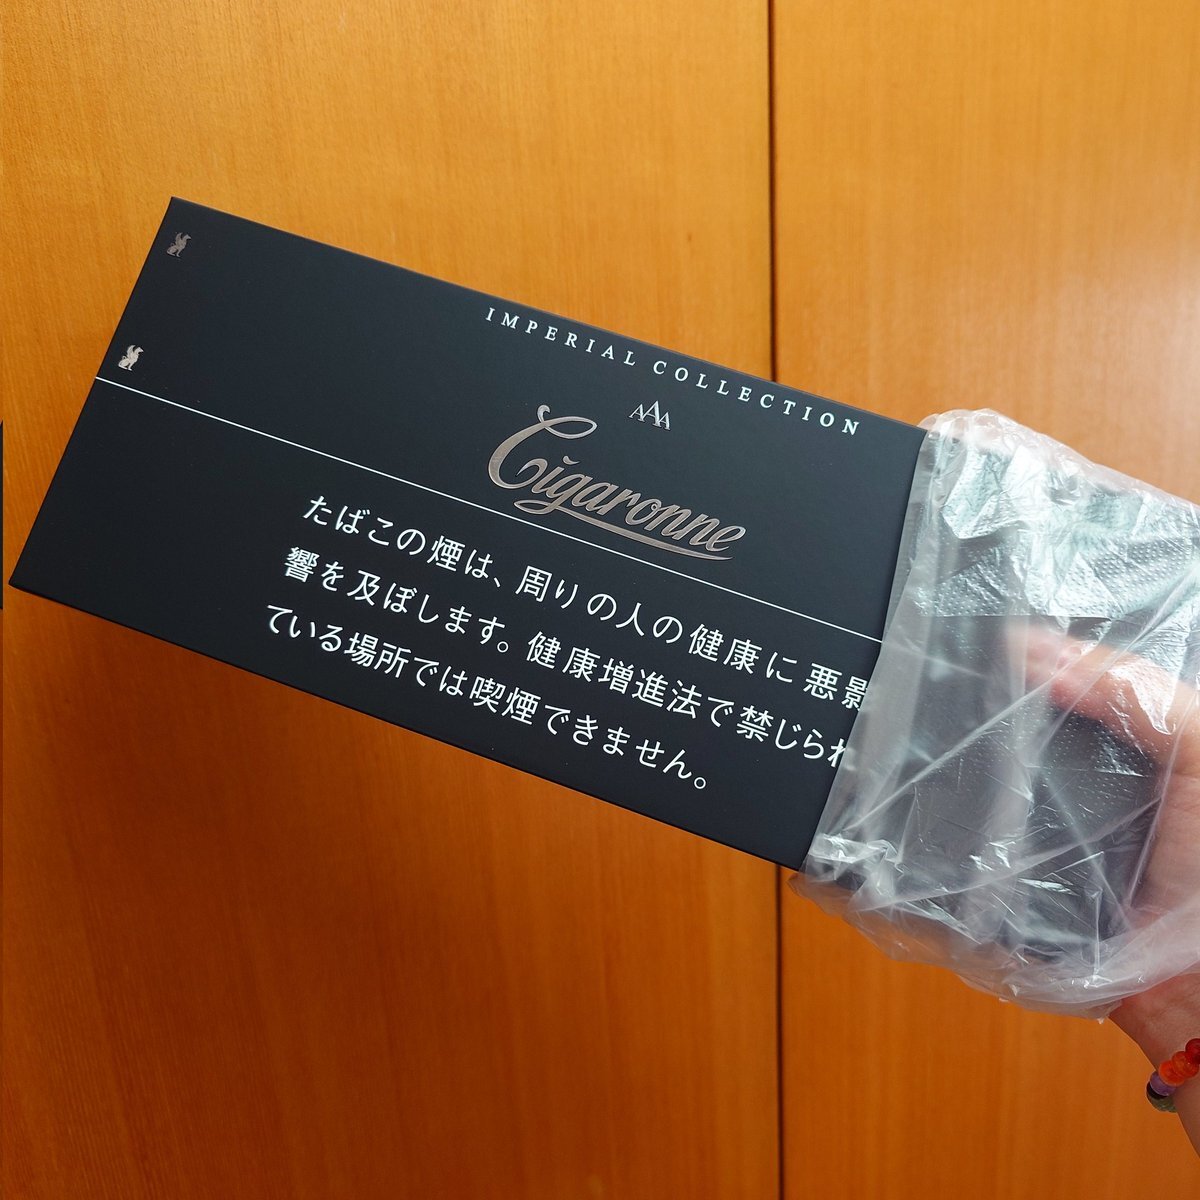 IMPERIAL COLLECTION
AAA
Cigaronne
たばこの煙は、周りの人の健康に悪影
響を及ぼします。健康増進法で禁じられ
ている場所では喫煙できません。